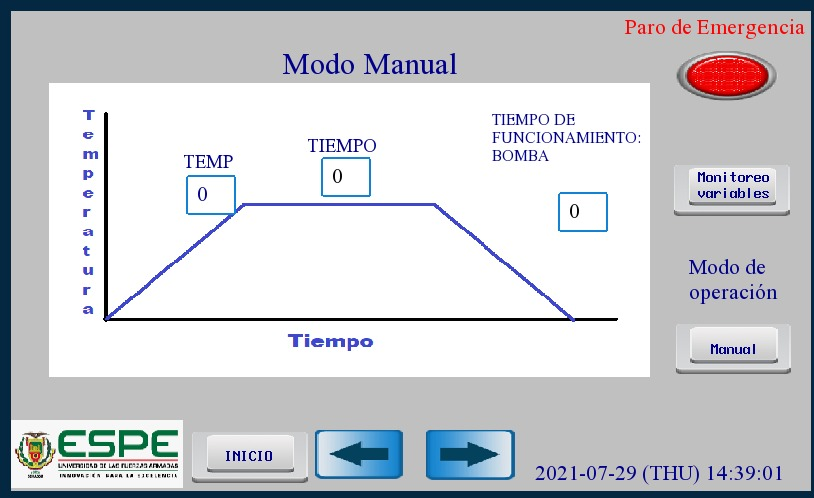 Paro de Emergencia
Modo Manual
Temperatura
TEMP
0
TIEMPO
0
TIEMPO DE
FUNCIONAMIENTO:
BOMBA
0
Tiempo
Monitoreo
variables
Modo de
operación
Manual
ESPE
UNIVERSIDAD DE LAS FUERZAS ARMADAS
INNOVACIÓN PARA LA EXCELENCIA
INICIO
2021-07-29 (THU) 14:39:01